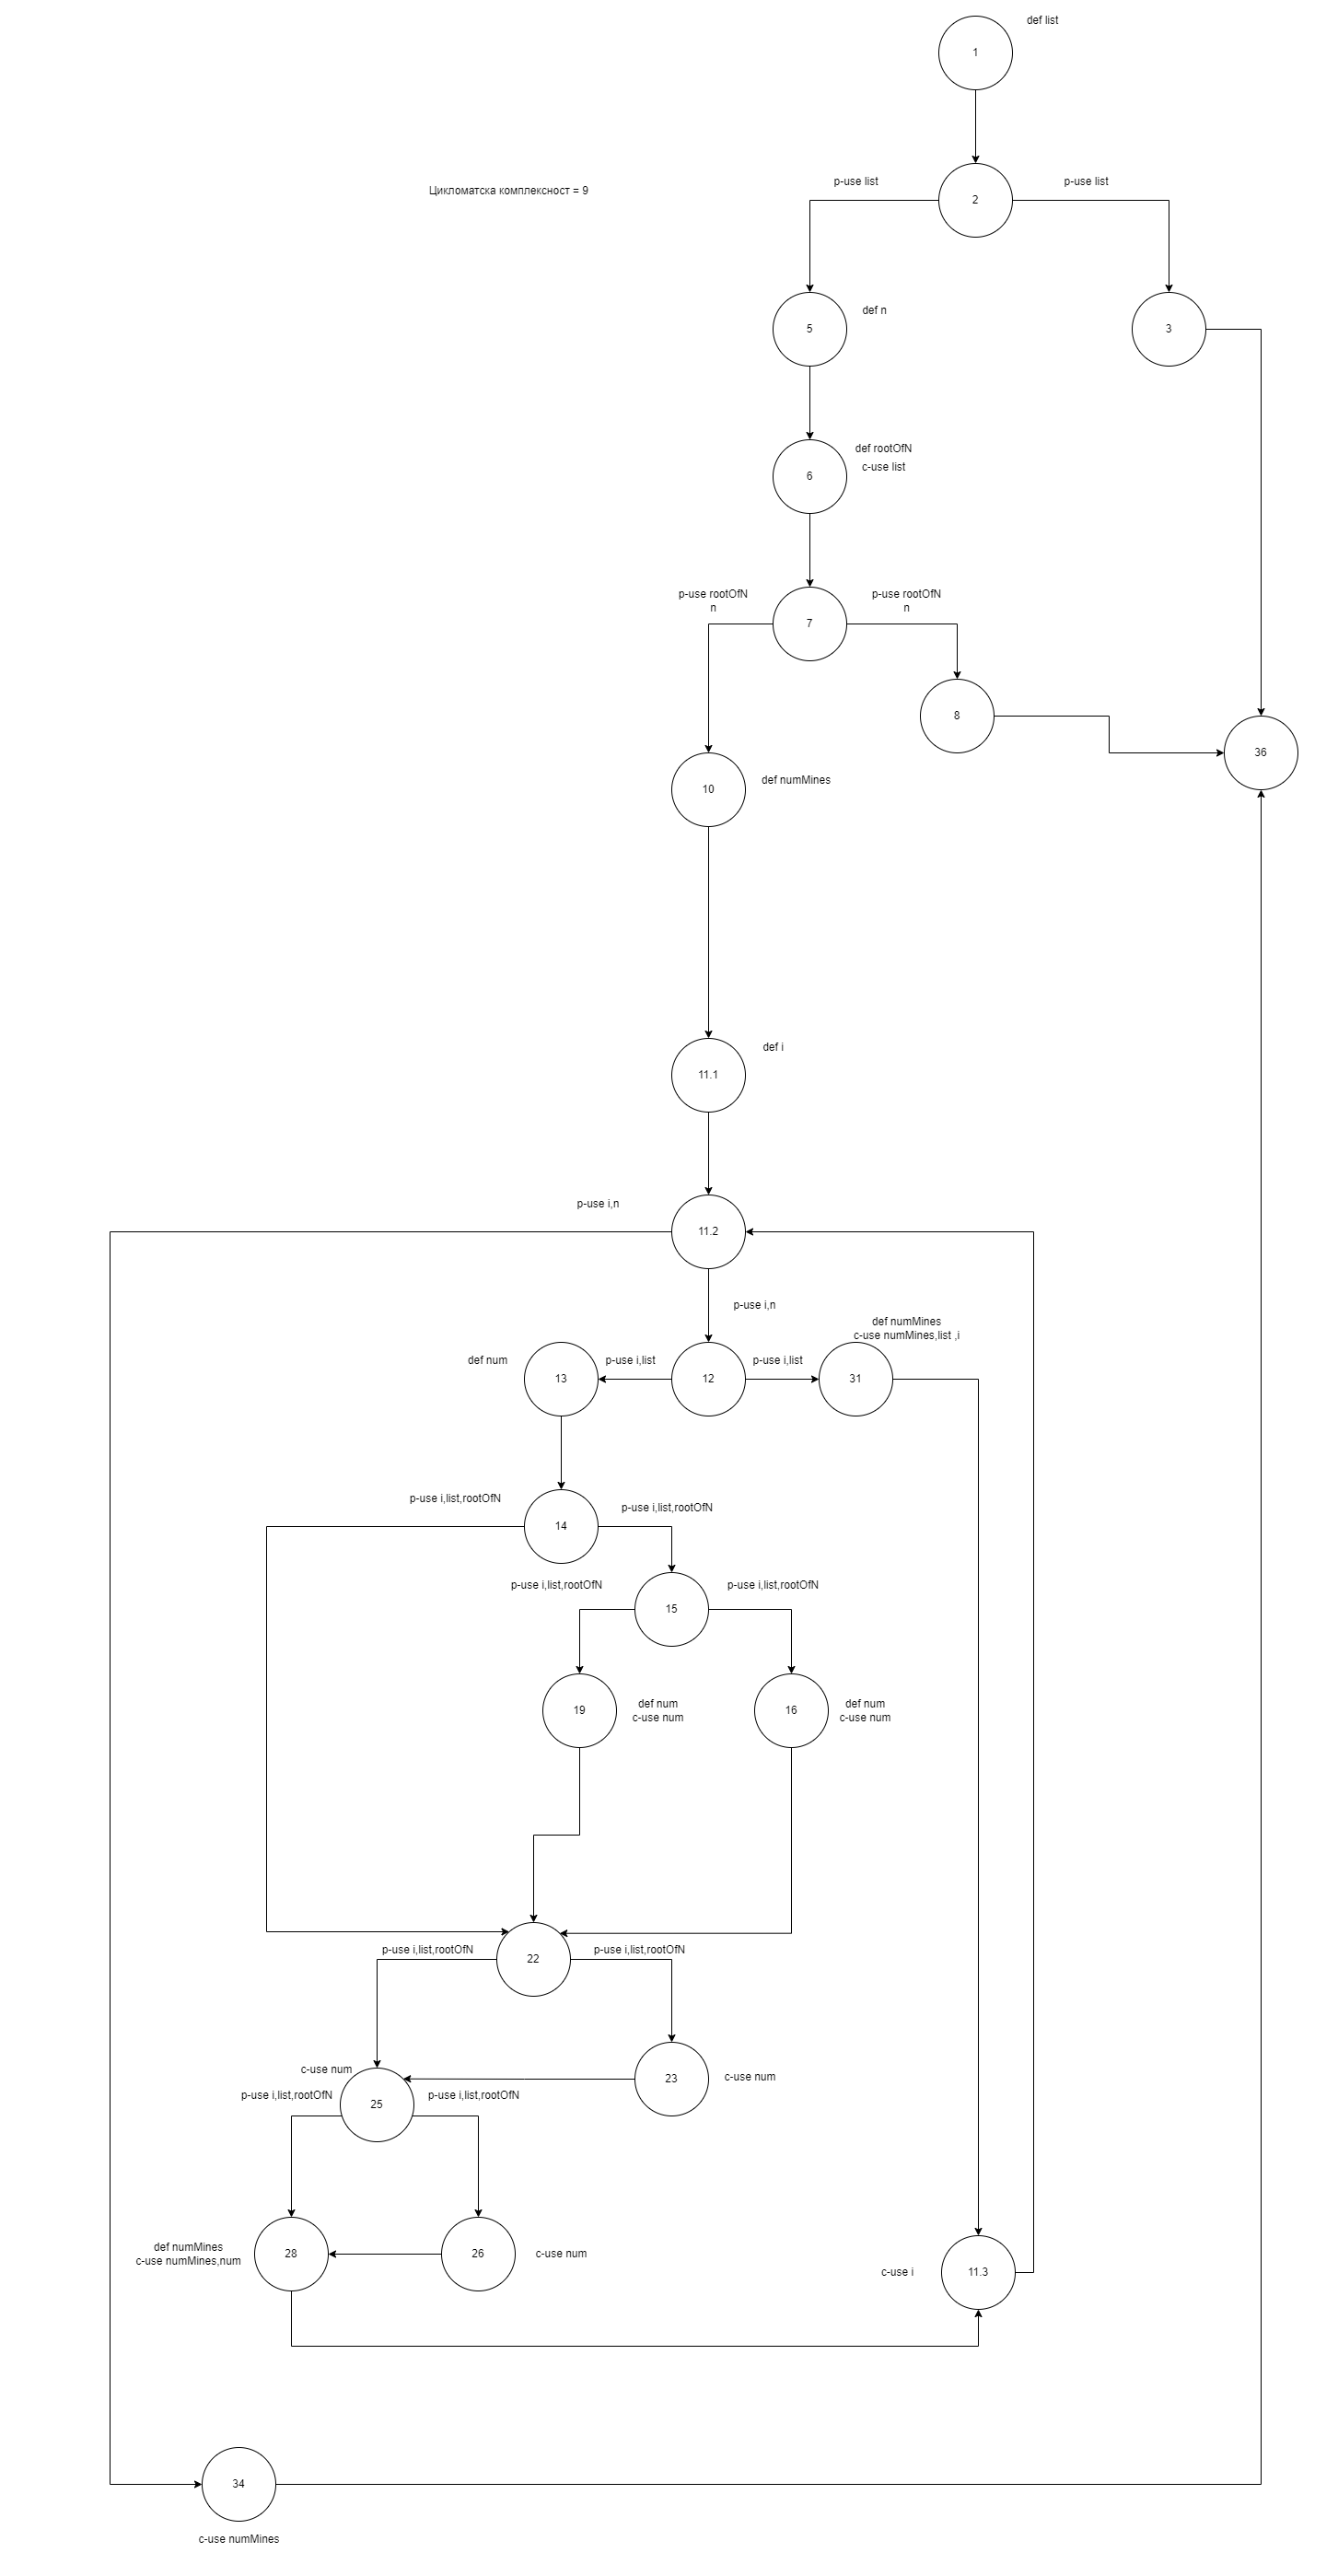 def list
1
Цикломатска комплексност = 9
p-use list
p-use list
2
5
def n
3
6
def rootOfN
c-use list
p-use rootOfN
n
p-use rootOfN
n
7
8
36
10
def numMines
def i
11.1
p-use i,n
11.2
p-use i,n
def numMines
c-use numMines,list ,i
def num
13
p-use i,list
12
p-use i,list
31
p-use i,list,rootOfN
p-use i,list,rootOfN
14
p-use i,list,rootOfN
p-use i,list,rootOfN
15
19
def num
c-use num
16
def num
c-use num
p-use i,list,rootOfN
p-use i,list,rootOfN
22
c-use num
23
c-use num
p-use i,list,rootOfN
p-use i,list,rootOfN
25
def numMines
c-use numMines,num
28
26
c-use num
c-use i
11.3
34
c-use numMines